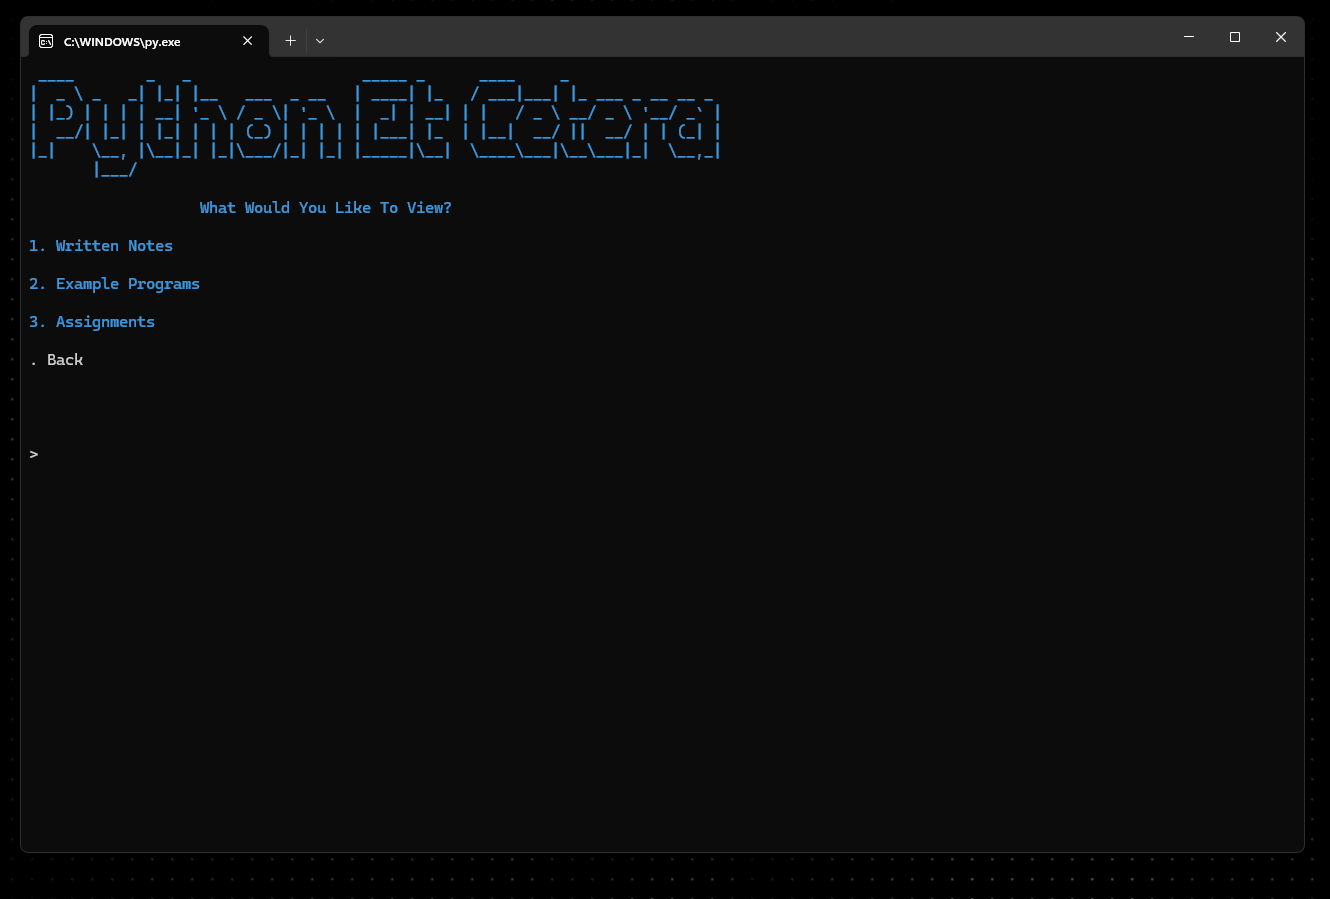 C:\WINDOWS\py.exe
Python Et Cetera
What Would You Like To View?
1. Written Notes
2. Example Programs
3. Assignments
. Back
>